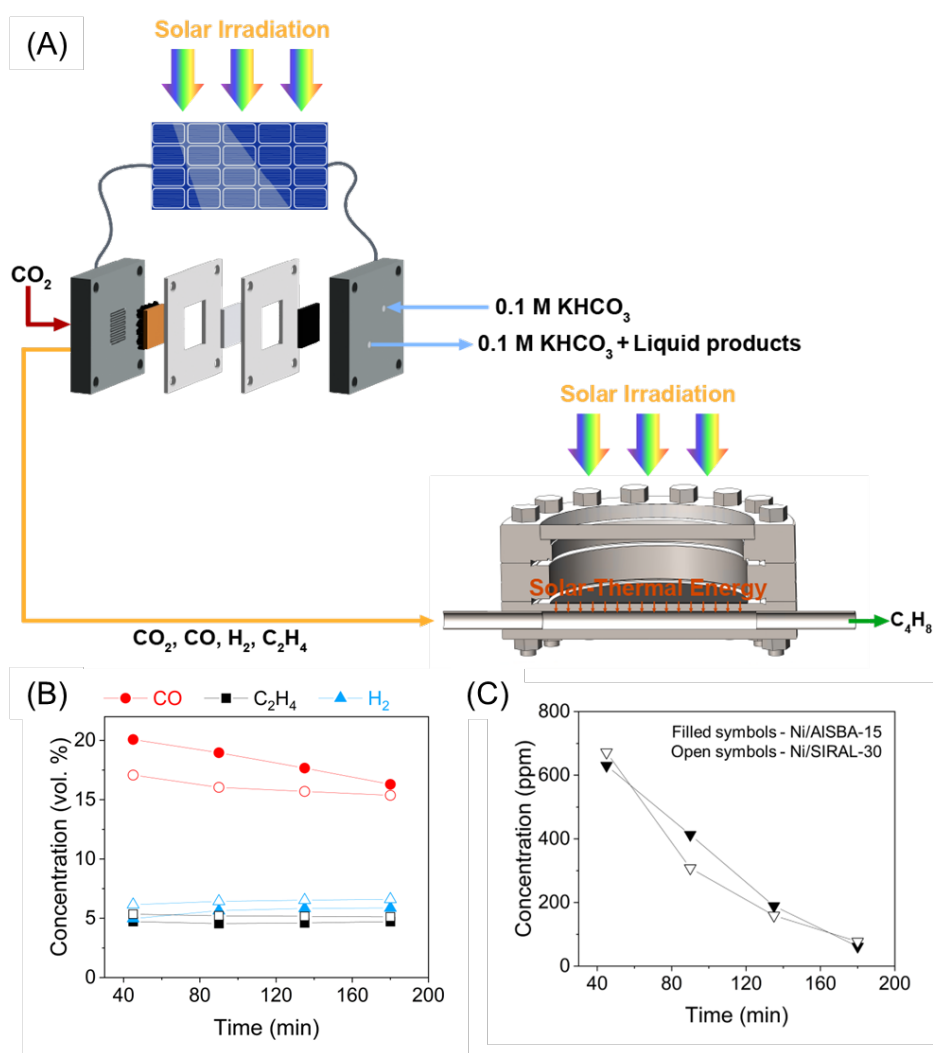 (A)
Solar Irradiation
CO₂
0.1 M KHCO₃
0.1 M KHCO₃ + Liquid products
Solar Irradiation
Solar-Thermal Energy
CO₂, CO, H₂, C₂H₄
C₄H₈
(B)
CO
C₂H₄
H₂
Concentration (vol. %)
20
15
10
5
0
40 80 120 160 200
Time (min)
(C)
Filled symbols - Ni/AlSBA-15
Open symbols - Ni/SIRAL-30
Concentration (ppm)
800
600
400
200
0
40 80 120 160 200
Time (min)